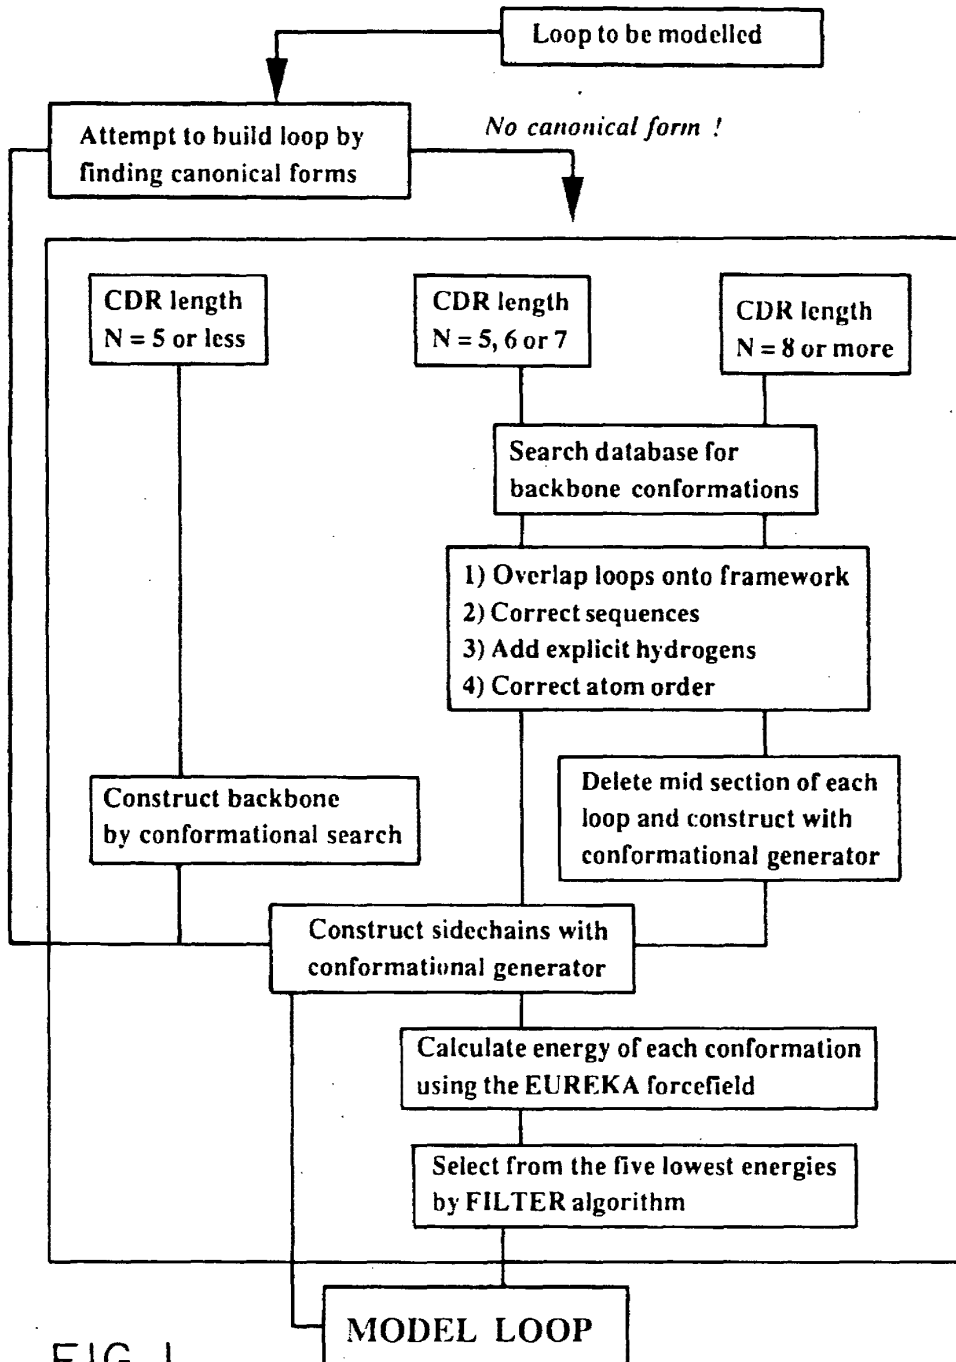 Loop to be modelled
Attempt to build loop by
finding canonical forms
No canonical form !
CDR length
N = 5 or less
CDR length
N = 5, 6 or 7
CDR length
N = 8 or more
Search database for
backbone conformations
1) Overlap loops onto framework
2) Correct sequences
3) Add explicit hydrogens
4) Correct atom order
Construct backbone
by conformational search
Delete mid section of each
loop and construct with
conformational generator
Construct sidechains with
conformational generator
Calculate energy of each conformation
using the EUREKA forcefield
Select from the five lowest energies
by FILTER algorithm
MODEL LOOP
FIG. 1